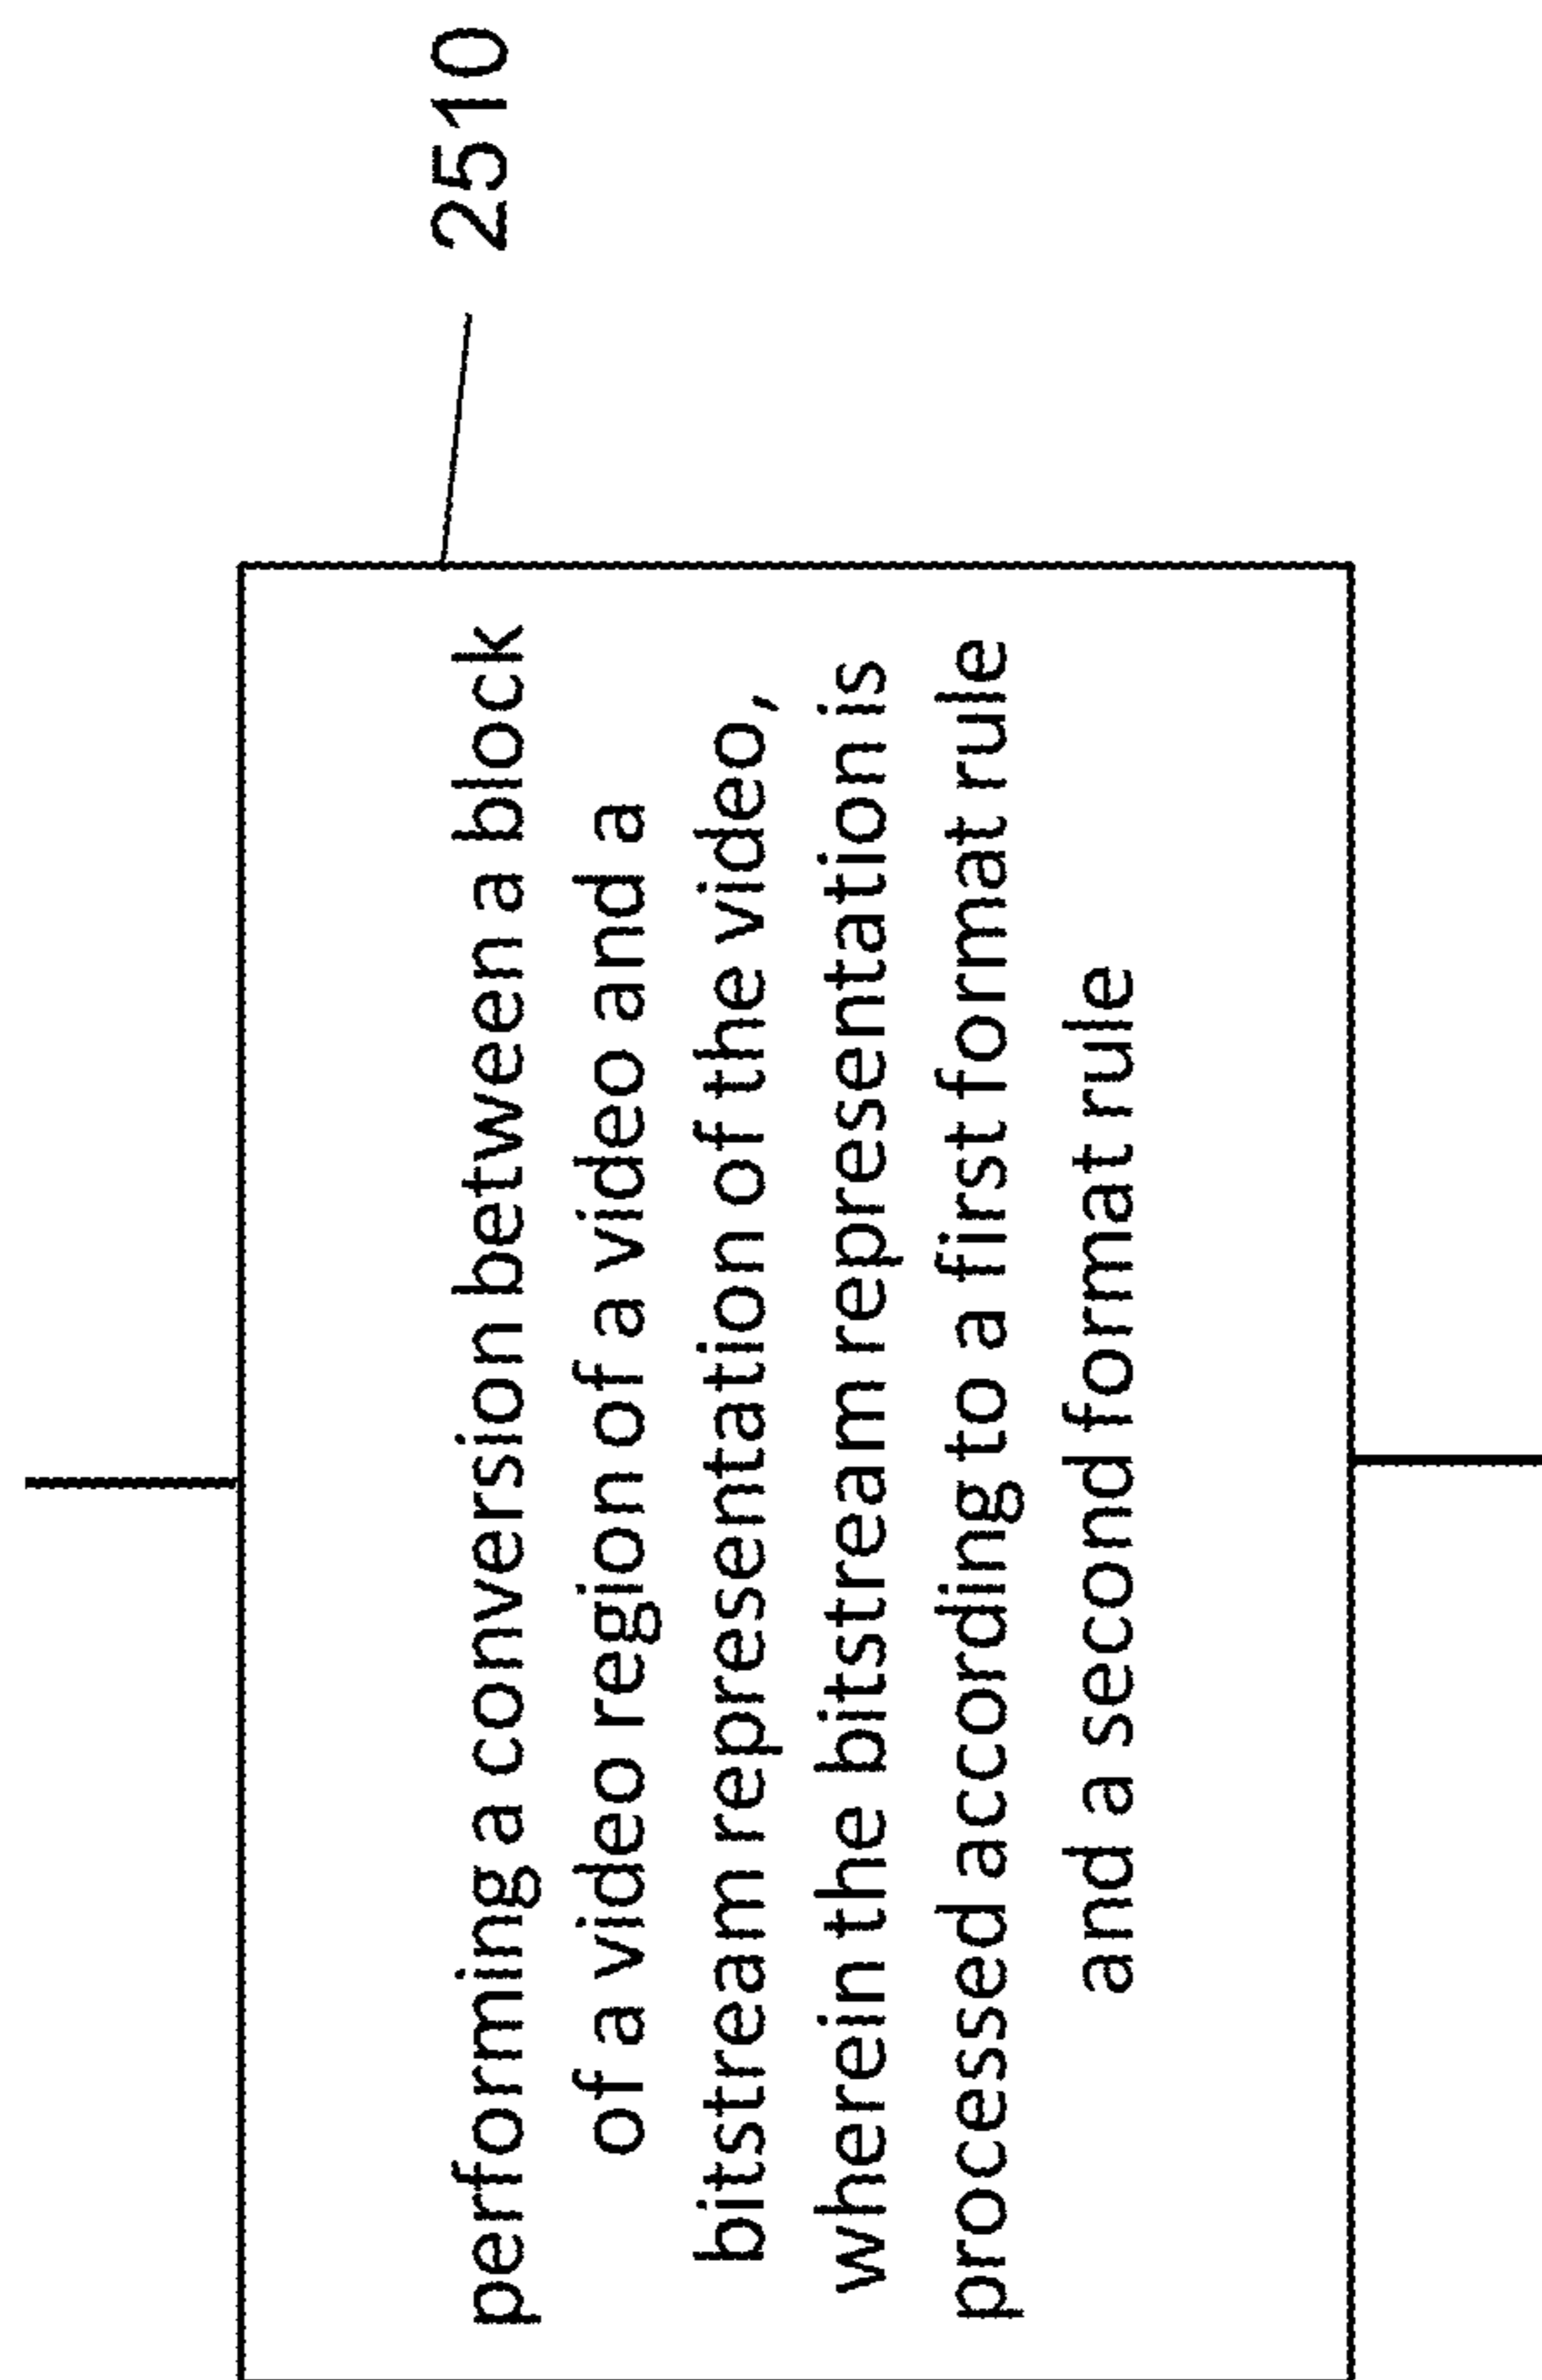 2510
performing a conversion between a block
of a video region of a video and a
bitstream representation of the video,
wherein the bitstream representation is
processed according to a first format rule
and a second format rule